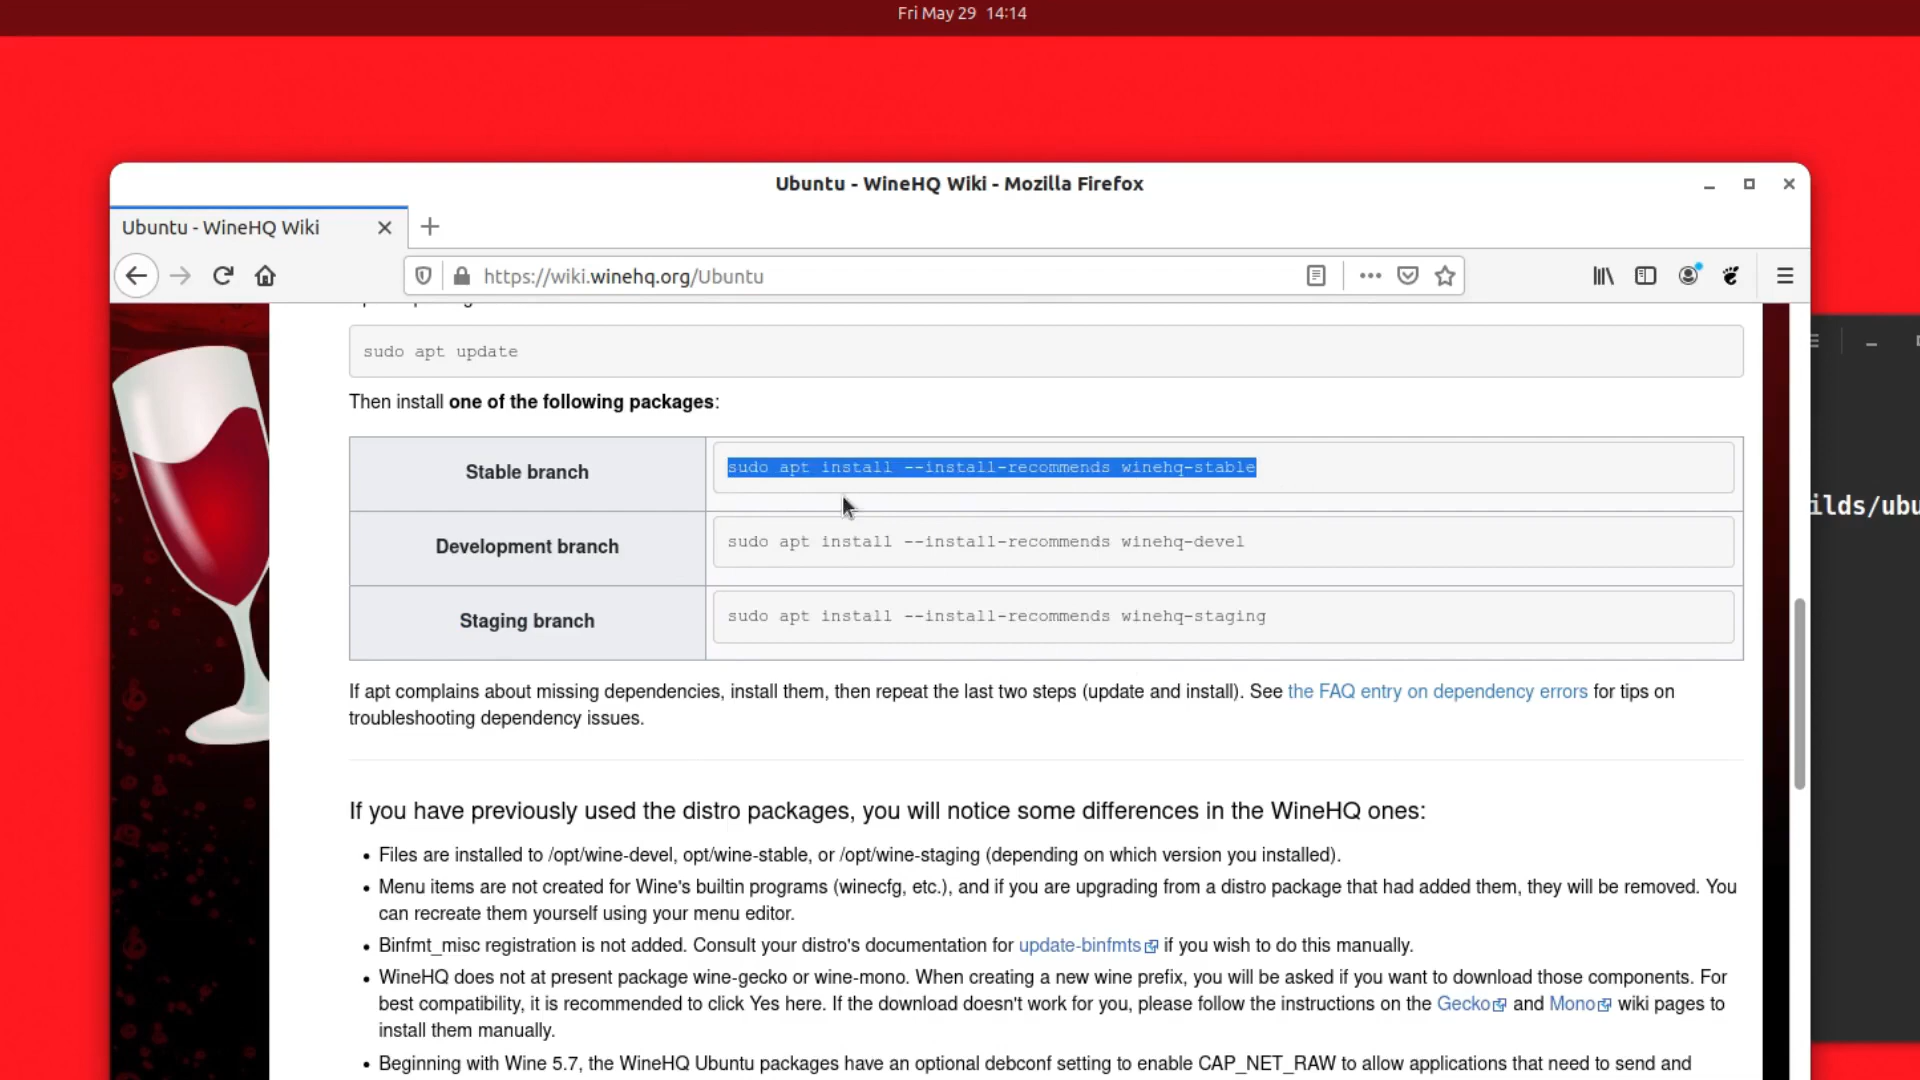 Fri May 29 14:14
Ubuntu - WineHQ Wiki - Mozilla Firefox
Ubuntu - WineHQ Wiki
https://wiki.winehq.org/Ubuntu
sudo apt update
Then install one of the following packages:
Stable branch
sudo apt install --install-recommends winehq-stable
Development branch
sudo apt install --install-recommends winehq-devel
Staging branch
sudo apt install --install-recommends winehq-staging
ilds/ubu
If apt complains about missing dependencies, install them, then repeat the last two steps (update and install). See the FAQ entry on dependency errors for tips on
troubleshooting dependency issues.
If you have previously used the distro packages, you will notice some differences in the WineHQ ones:
• Files are installed to /opt/wine-devel, opt/wine-stable, or /opt/wine-staging (depending on which version you installed).
• Menu items are not created for Wine's builtin programs (winecfg, etc.), and if you are upgrading from a distro package that had added them, they will be removed. You
can recreate them yourself using your menu editor.
• Binfmt_misc registration is not added. Consult your distro's documentation for update-binfmts if you wish to do this manually.
• WineHQ does not at present package wine-gecko or wine-mono. When creating a new wine prefix, you will be asked if you want to download those components. For
best compatibility, it is recommended to click Yes here. If the download doesn't work for you, please follow the instructions on the Gecko and Mono wiki pages to
install them manually.
• Beginning with Wine 5.7, the WineHQ Ubuntu packages have an optional debconf setting to enable CAP_NET_RAW to allow applications that need to send and